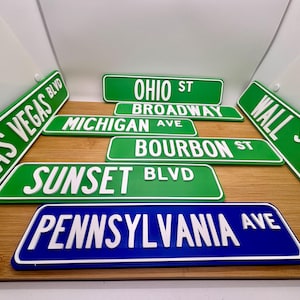 OHIO ST
BROADWAY
MICHIGAN AVE
BOURBON ST
SUNSET BLVD
PENNSYLVANIA AVE
VEGAS BLVD
WALL